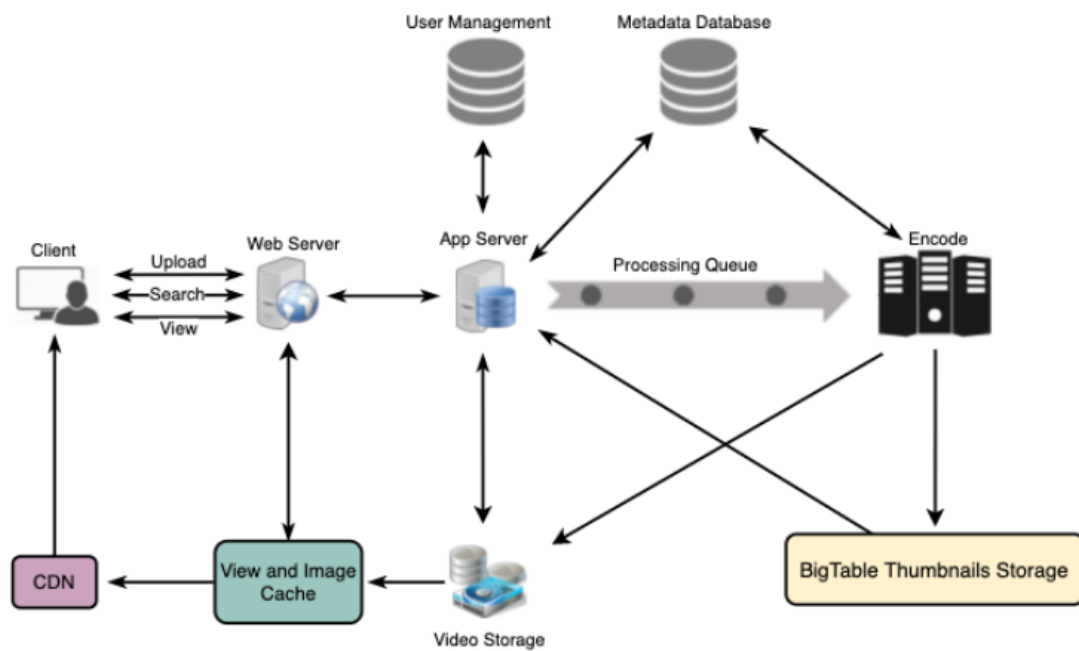 User Management
Metadata Database
Client
Web Server
App Server
Encode
Upload
Search
View
Processing Queue
CDN
View and Image
Cache
Video Storage
BigTable Thumbnails Storage